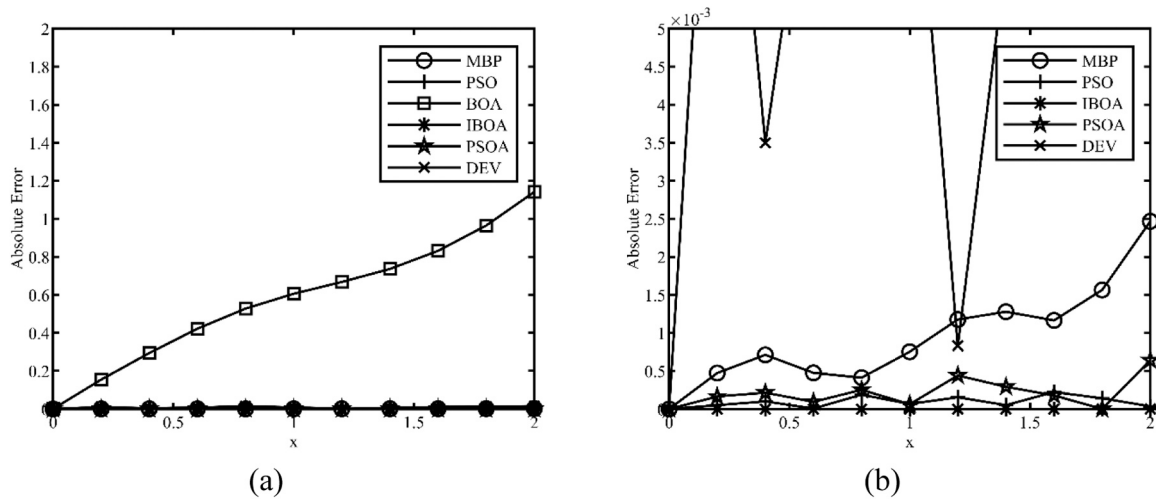 2
1.8
1.6
1.4
1.2
1
0.8
0.6
0.4
0.2
0
Absolute Error
0 0.5 1 1.5 2
x
MBP
PSO
BOA
IBOA
PSOA
DEV
(a)
×10-3
5
4.5
4
3.5
3
2.5
2
1.5
1
0.5
0
Absolute Error
0 0.5 1 1.5 2
x
MBP
PSO
IBOA
PSOA
DEV
(b)